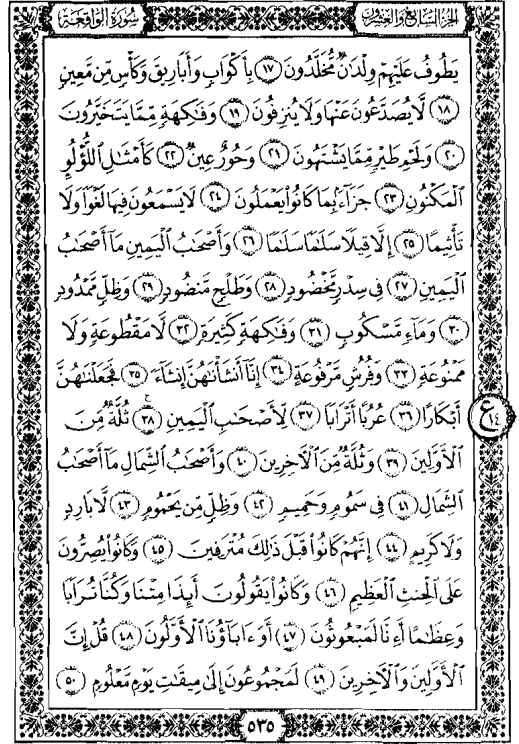 الجزء السابع والعشرون سورة الواقعة
يَطُوفُ عَلَيْهِمْ وِلْدَٰنٌ مُّخَلَّدُونَ ١٧ بِأَكْوَابٍ وَأَبَارِيقَ وَكَأْسٍ مِّن مَّعِينٍ
١٨ لَّا يُصَدَّعُونَ عَنْهَا وَلَا يُنزِفُونَ ١٩ وَفَٰكِهَةٍ مِّمَّا يَتَخَيَّرُونَ
٢٠ وَلَحْمِ طَيْرٍ مِّمَّا يَشْتَهُونَ ٢١ وَحُورٌ عِينٌ ٢٢ كَأَمْثَٰلِ ٱللُّؤْلُؤِ
ٱلْمَكْنُونِ ٢٣ جَزَآءًۢ بِمَا كَانُوا۟ يَعْمَلُونَ ٢٤ لَا يَسْمَعُونَ فِيهَا لَغْوًا وَلَا
تَأْثِيمًا ٢٥ إِلَّا قِيلًا سَلَٰمًا سَلَٰمًا ٢٦ وَأَصْحَٰبُ ٱلْيَمِينِ مَآ أَصْحَٰبُ
ٱلْيَمِينِ ٢٧ فِى سِدْرٍ مَّخْضُودٍ ٢٨ وَطَلْحٍ مَّنضُودٍ ٢٩ وَظِلٍّ مَّمْدُودٍ
٣٠ وَمَآءٍ مَّسْكُوبٍ ٣١ وَفَٰكِهَةٍ كَثِيرَةٍ ٣٢ لَّا مَقْطُوعَةٍ وَلَا
مَمْنُوعَةٍ ٣٣ وَفُرُشٍ مَّرْفُوعَةٍ ٣٤ إِنَّآ أَنشَأْنَٰهُنَّ إِنشَآءً ٣٥ فَجَعَلْنَٰهُنَّ
أَبْكَارًا ٣٦ عُرُبًا أَتْرَابًا ٣٧ لِّأَصْحَٰبِ ٱلْيَمِينِ ٣٨ ثُلَّةٌ مِّنَ
ع ١٤
ٱلْأَوَّلِينَ ٣٩ وَثُلَّةٌ مِّنَ ٱلْءَاخِرِينَ ٤٠ وَأَصْحَٰبُ ٱلشِّمَالِ مَآ أَصْحَٰبُ
ٱلشِّمَالِ ٤١ فِى سَمُومٍ وَحَمِيمٍ ٤٢ وَظِلٍّ مِّن يَحْمُومٍ ٤٣ لَّا بَارِدٍ
وَلَا كَرِيمٍ ٤٤ إِنَّهُمْ كَانُوا۟ قَبْلَ ذَٰلِكَ مُتْرَفِينَ ٤٥ وَكَانُوا۟ يُصِرُّونَ
عَلَى ٱلْحِنثِ ٱلْعَظِيمِ ٤٦ وَكَانُوا۟ يَقُولُونَ أَئِذَا مِتْنَا وَكُنَّا تُرَابًا
وَعِظَٰمًا أَءِنَّا لَمَبْعُوثُونَ ٤٧ أَوَءَابَآؤُنَا ٱلْأَوَّلُونَ ٤٨ قُلْ إِنَّ
ٱلْأَوَّلِينَ وَٱلْءَاخِرِينَ ٤٩ لَمَجْمُوعُونَ إِلَىٰ مِيقَٰتِ يَوْمٍ مَّعْلُومٍ ٥٠
٥٣٥